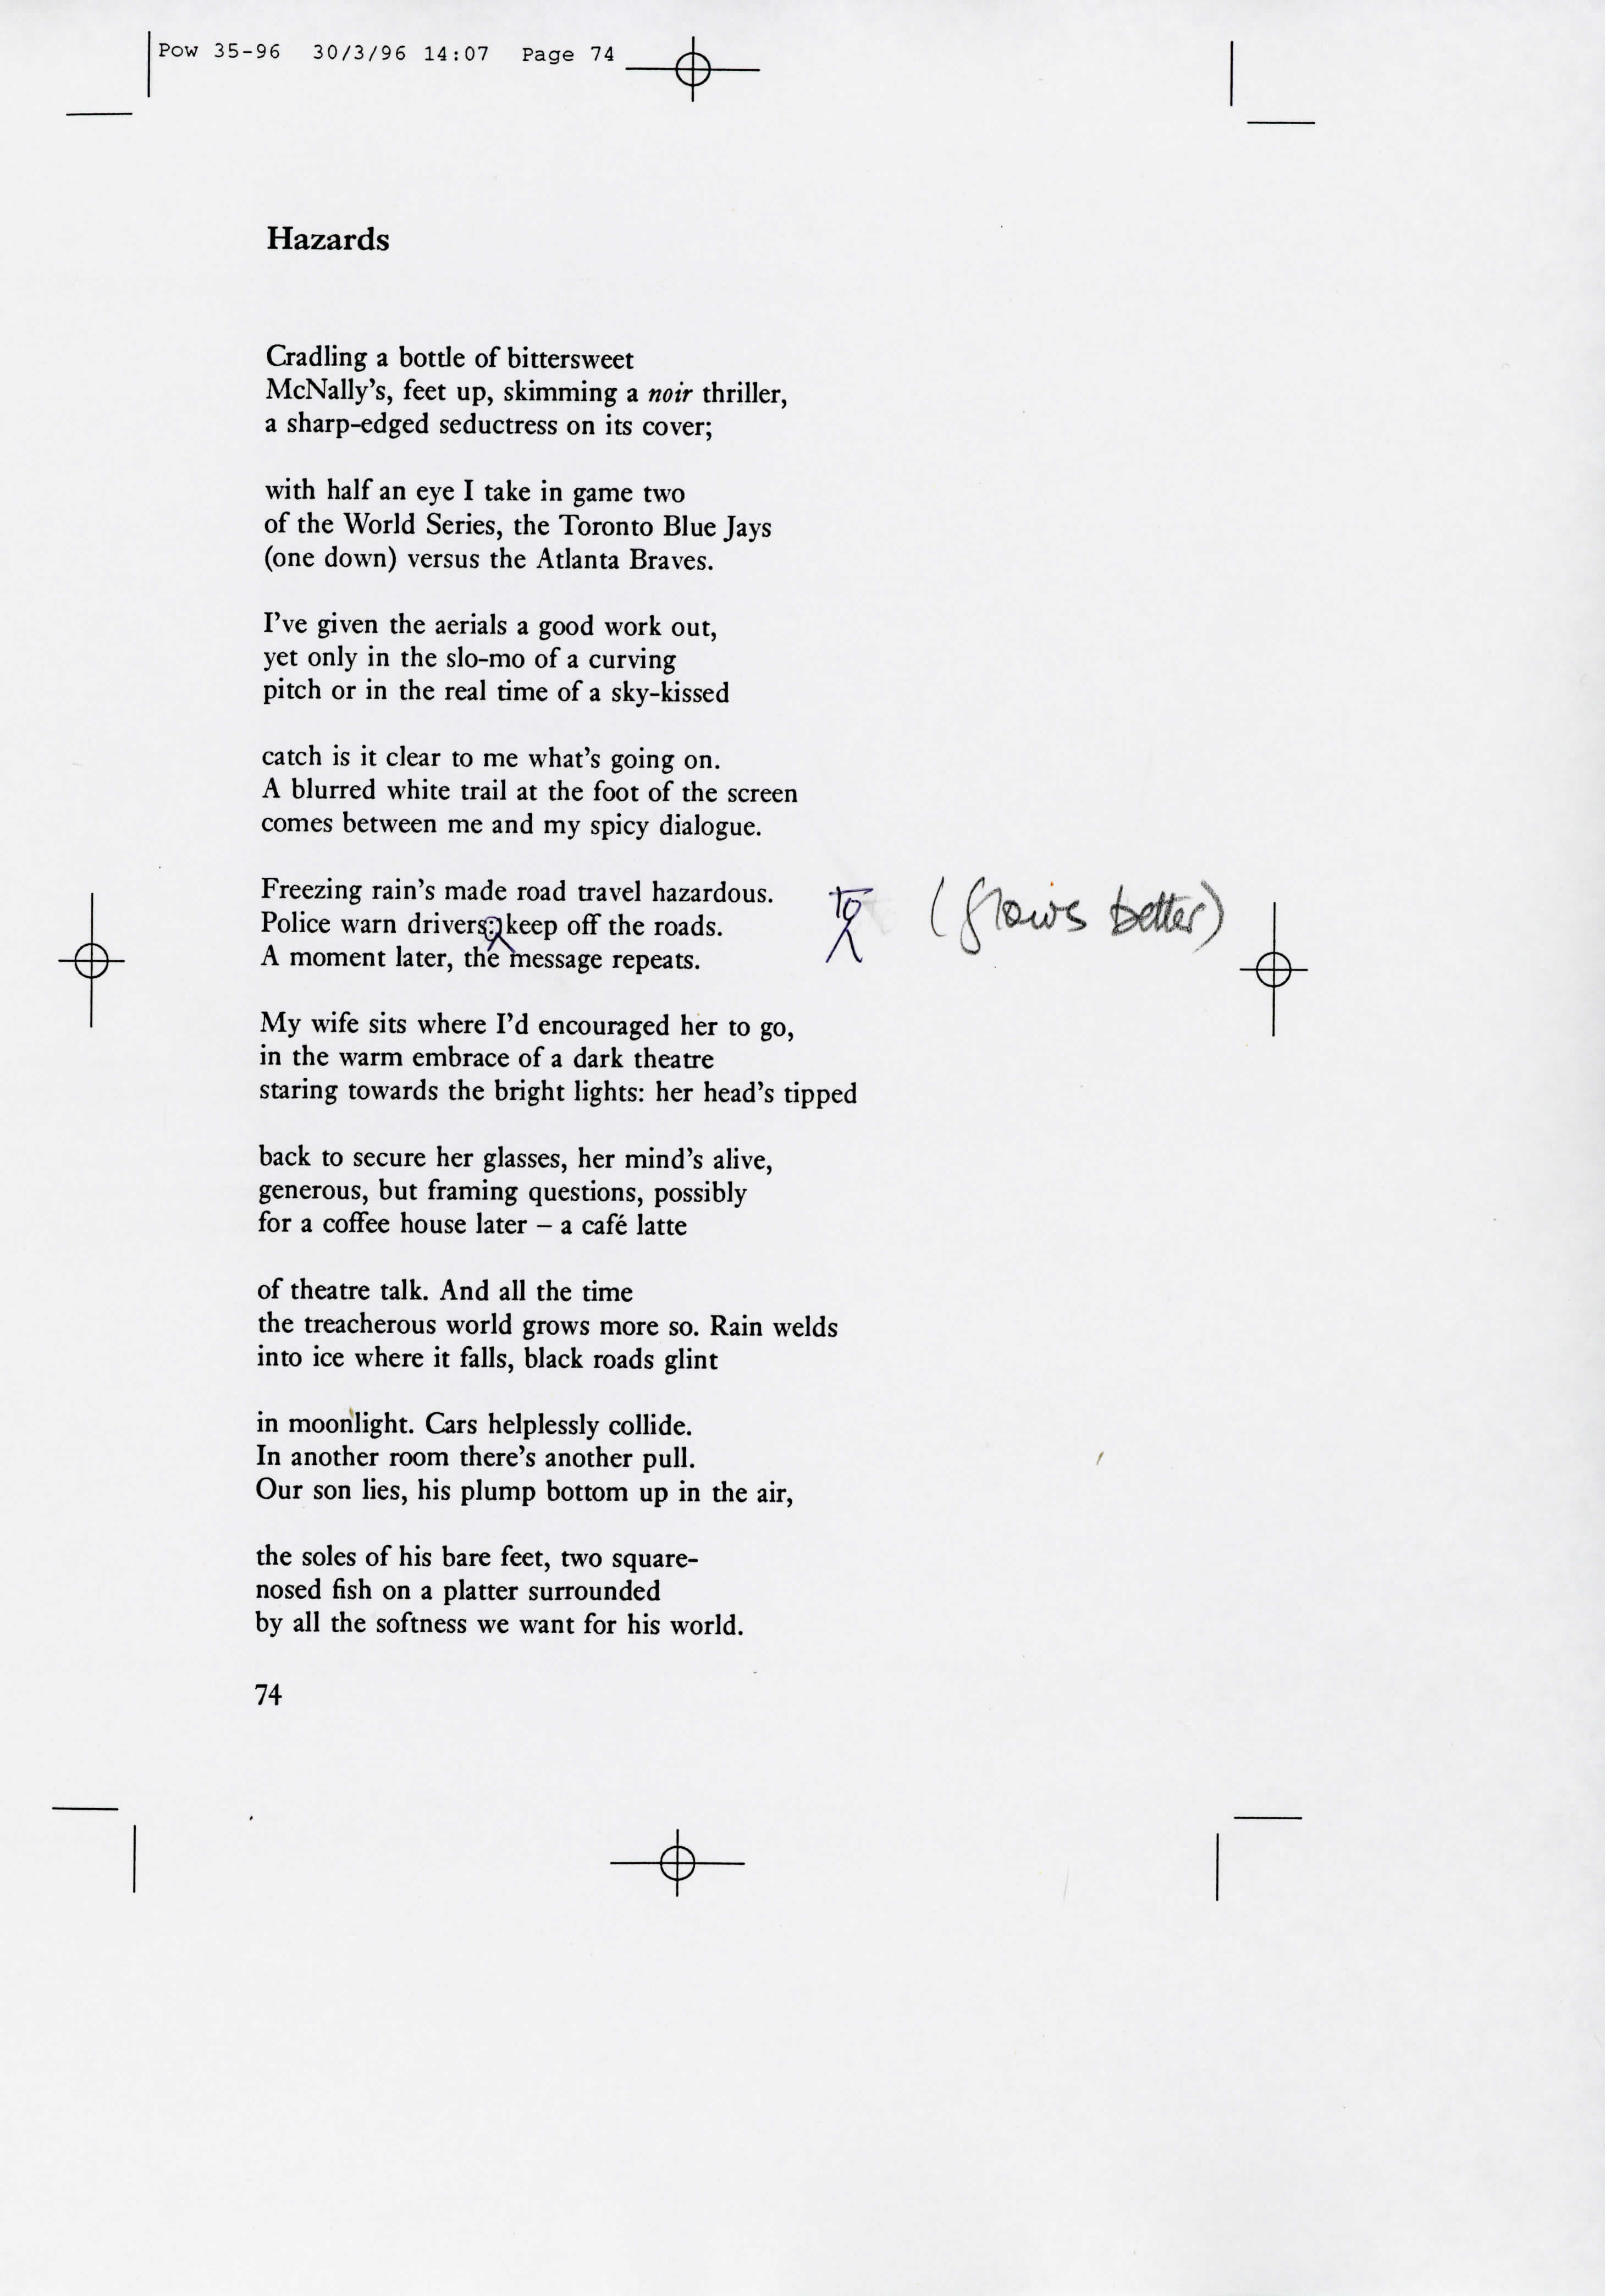 Pow 35-96 30/3/96 14:07 Page 74
Hazards
Cradling a bottle of bittersweet
McNally's, feet up, skimming a noir thriller,
a sharp-edged seductress on its cover;
with half an eye I take in game two
of the World Series, the Toronto Blue Jays
(one down) versus the Atlanta Braves.
I've given the aerials a good work out,
yet only in the slo-mo of a curving
pitch or in the real time of a sky-kissed
catch is it clear to me what's going on.
A blurred white trail at the foot of the screen
comes between me and my spicy dialogue.
Freezing rain's made road travel hazardous.
Police warn drivers: keep off the roads. to (flows better)
A moment later, the message repeats.
My wife sits where I'd encouraged her to go,
in the warm embrace of a dark theatre
staring towards the bright lights: her head's tipped
back to secure her glasses, her mind's alive,
generous, but framing questions, possibly
for a coffee house later – a café latte
of theatre talk. And all the time
the treacherous world grows more so. Rain welds
into ice where it falls, black roads glint
in moonlight. Cars helplessly collide.
In another room there's another pull.
Our son lies, his plump bottom up in the air,
the soles of his bare feet, two square-
nosed fish on a platter surrounded
by all the softness we want for his world.
74